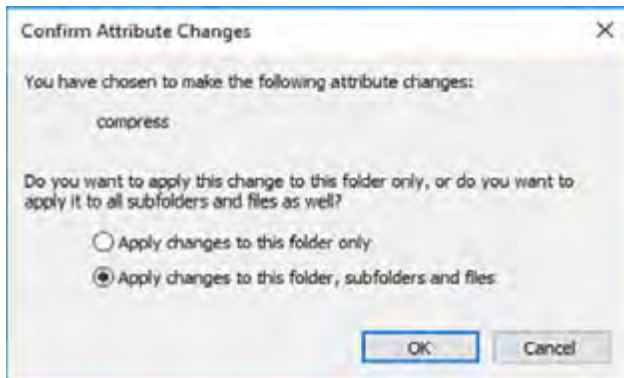 Confirm Attribute Changes
You have chosen to make the following attribute changes:
compress
Do you want to apply this change to this folder only, or do you want to
apply it to all subfolders and files as well?
Apply changes to this folder only
Apply changes to this folder, subfolders and files
OK
Cancel